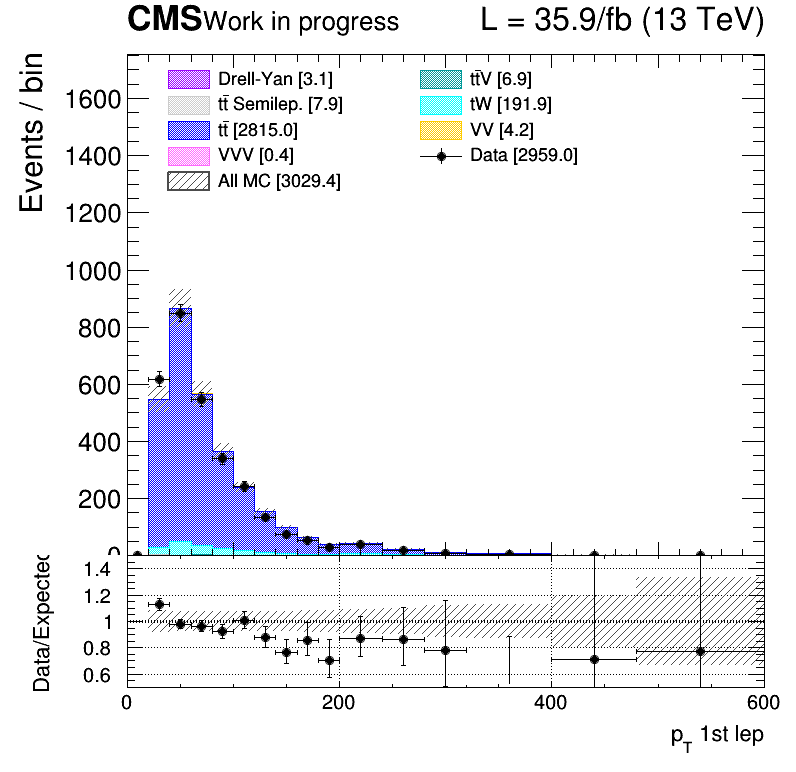 CMS Work in progress L = 35.9/fb (13 TeV)
Events / bin
Drell-Yan [3.1]
tt̄ Semilep. [7.9]
tt̄ [2815.0]
VVV [0.4]
All MC [3029.4]
tt̄V [6.9]
tW [191.9]
VV [4.2]
Data [2959.0]
1600
1400
1200
1000
800
600
400
200
0
Data/Expected
1.4
1.2
1
0.8
0.6
0 200 400 600
p_T 1st lep